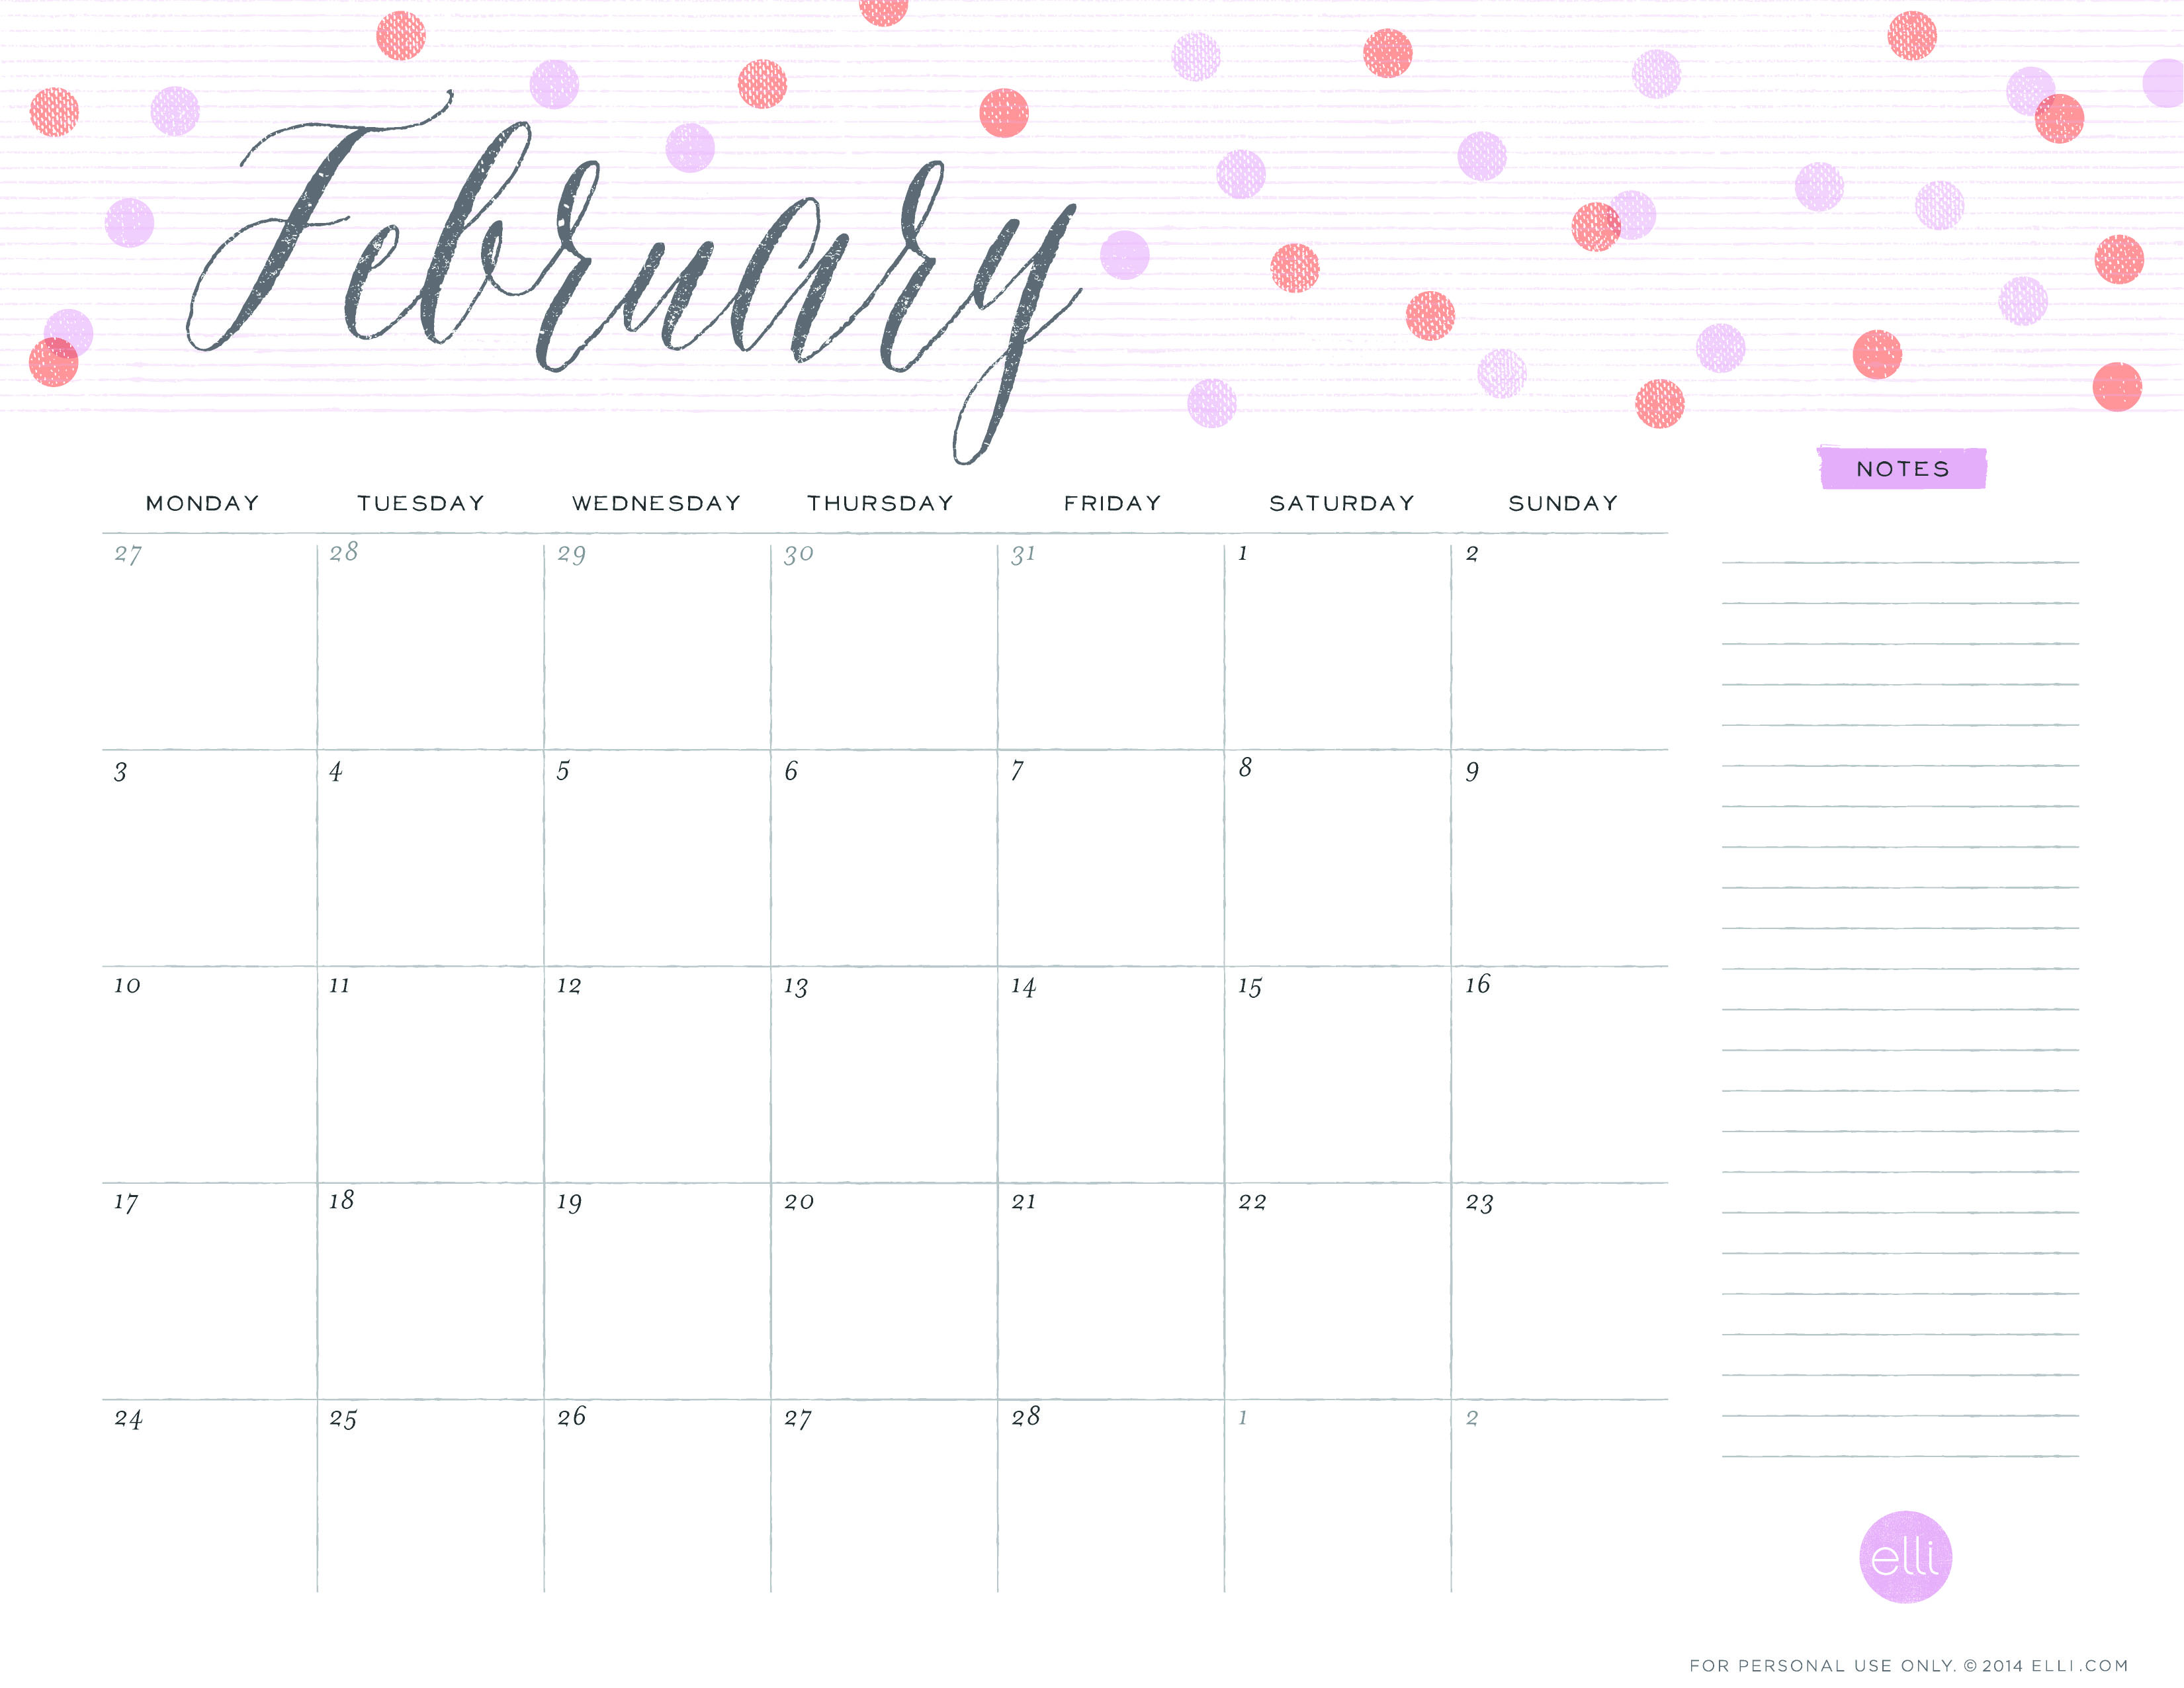 February
NOTES
MONDAY TUESDAY WEDNESDAY THURSDAY FRIDAY SATURDAY SUNDAY
27 28 29 30 31 1 2
3 4 5 6 7 8 9
10 11 12 13 14 15 16
17 18 19 20 21 22 23
24 25 26 27 28 1 2
elli
FOR PERSONAL USE ONLY. © 2014 ELLI.COM